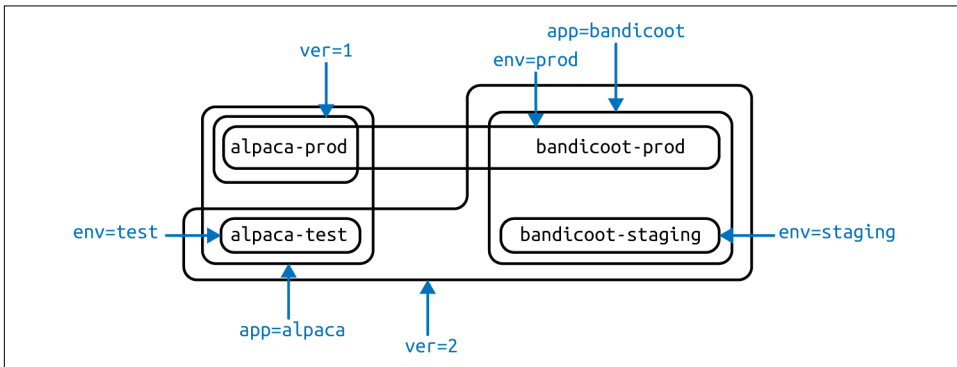 app=bandicoot
ver=1
env=prod
alpaca-prod
bandicoot-prod
env=test
alpaca-test
bandicoot-staging
env=staging
app=alpaca
ver=2